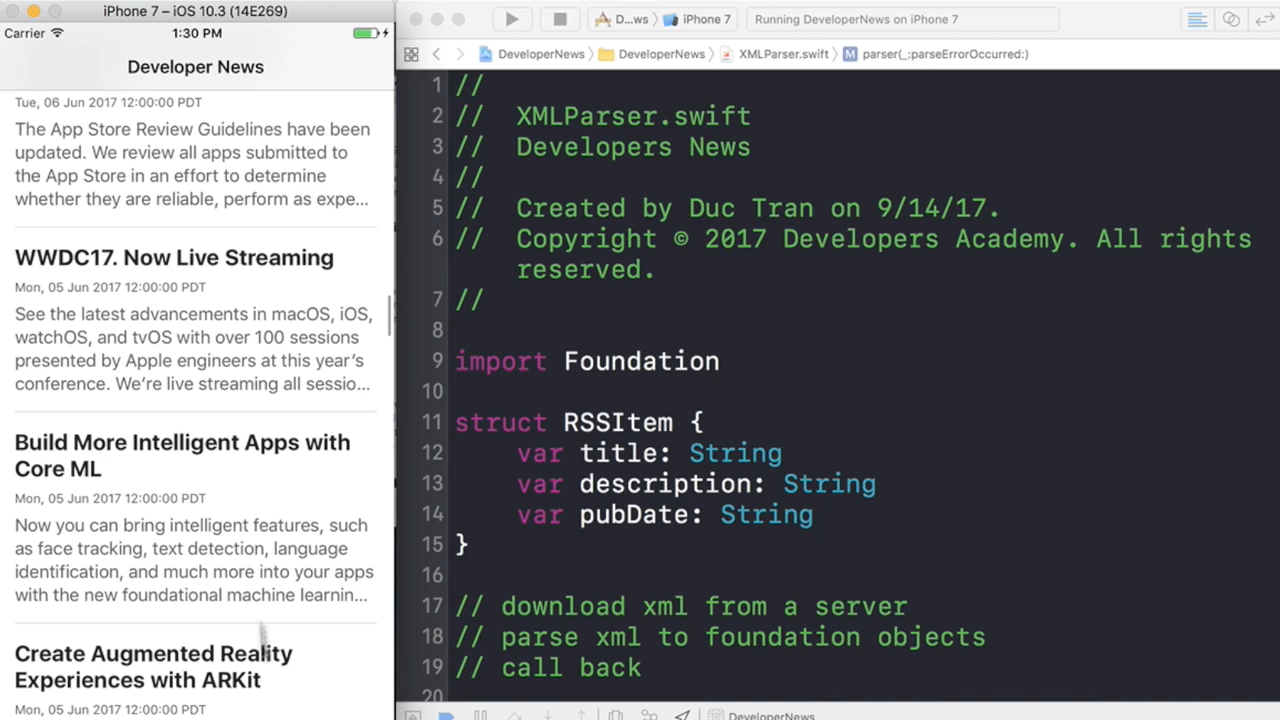 iPhone 7 – iOS 10.3 (14E269)
Carrier
1:30 PM
Developer News
Tue, 06 Jun 2017 12:00:00 PDT
The App Store Review Guidelines have been
updated. We review all apps submitted to
the App Store in an effort to determine
whether they are reliable, perform as expe...
WWDC17. Now Live Streaming
Mon, 05 Jun 2017 12:00:00 PDT
See the latest advancements in macOS, iOS,
watchOS, and tvOS with over 100 sessions
presented by Apple engineers at this year’s
conference. We’re live streaming all sessio...
Build More Intelligent Apps with
Core ML
Mon, 05 Jun 2017 12:00:00 PDT
Now you can bring intelligent features, such
as face tracking, text detection, language
identification, and much more into your apps
with the new foundational machine learnin...
Create Augmented Reality
Experiences with ARKit
Mon, 05 Jun 2017 12:00:00 PDT
D...ws iPhone 7
Running DeveloperNews on iPhone 7
DeveloperNews DeveloperNews XMLParser.swift M parser(_:parseErrorOccurred:)
1 //
2 // XMLParser.swift
3 // Developers News
4 //
5 // Created by Duc Tran on 9/14/17.
6 // Copyright © 2017 Developers Academy. All rights
reserved.
7 //
8
9 import Foundation
10
11 struct RSSItem {
12 var title: String
13 var description: String
14 var pubDate: String
15 }
16
17 // download xml from a server
18 // parse xml to foundation objects
19 // call back
20
DeveloperNews